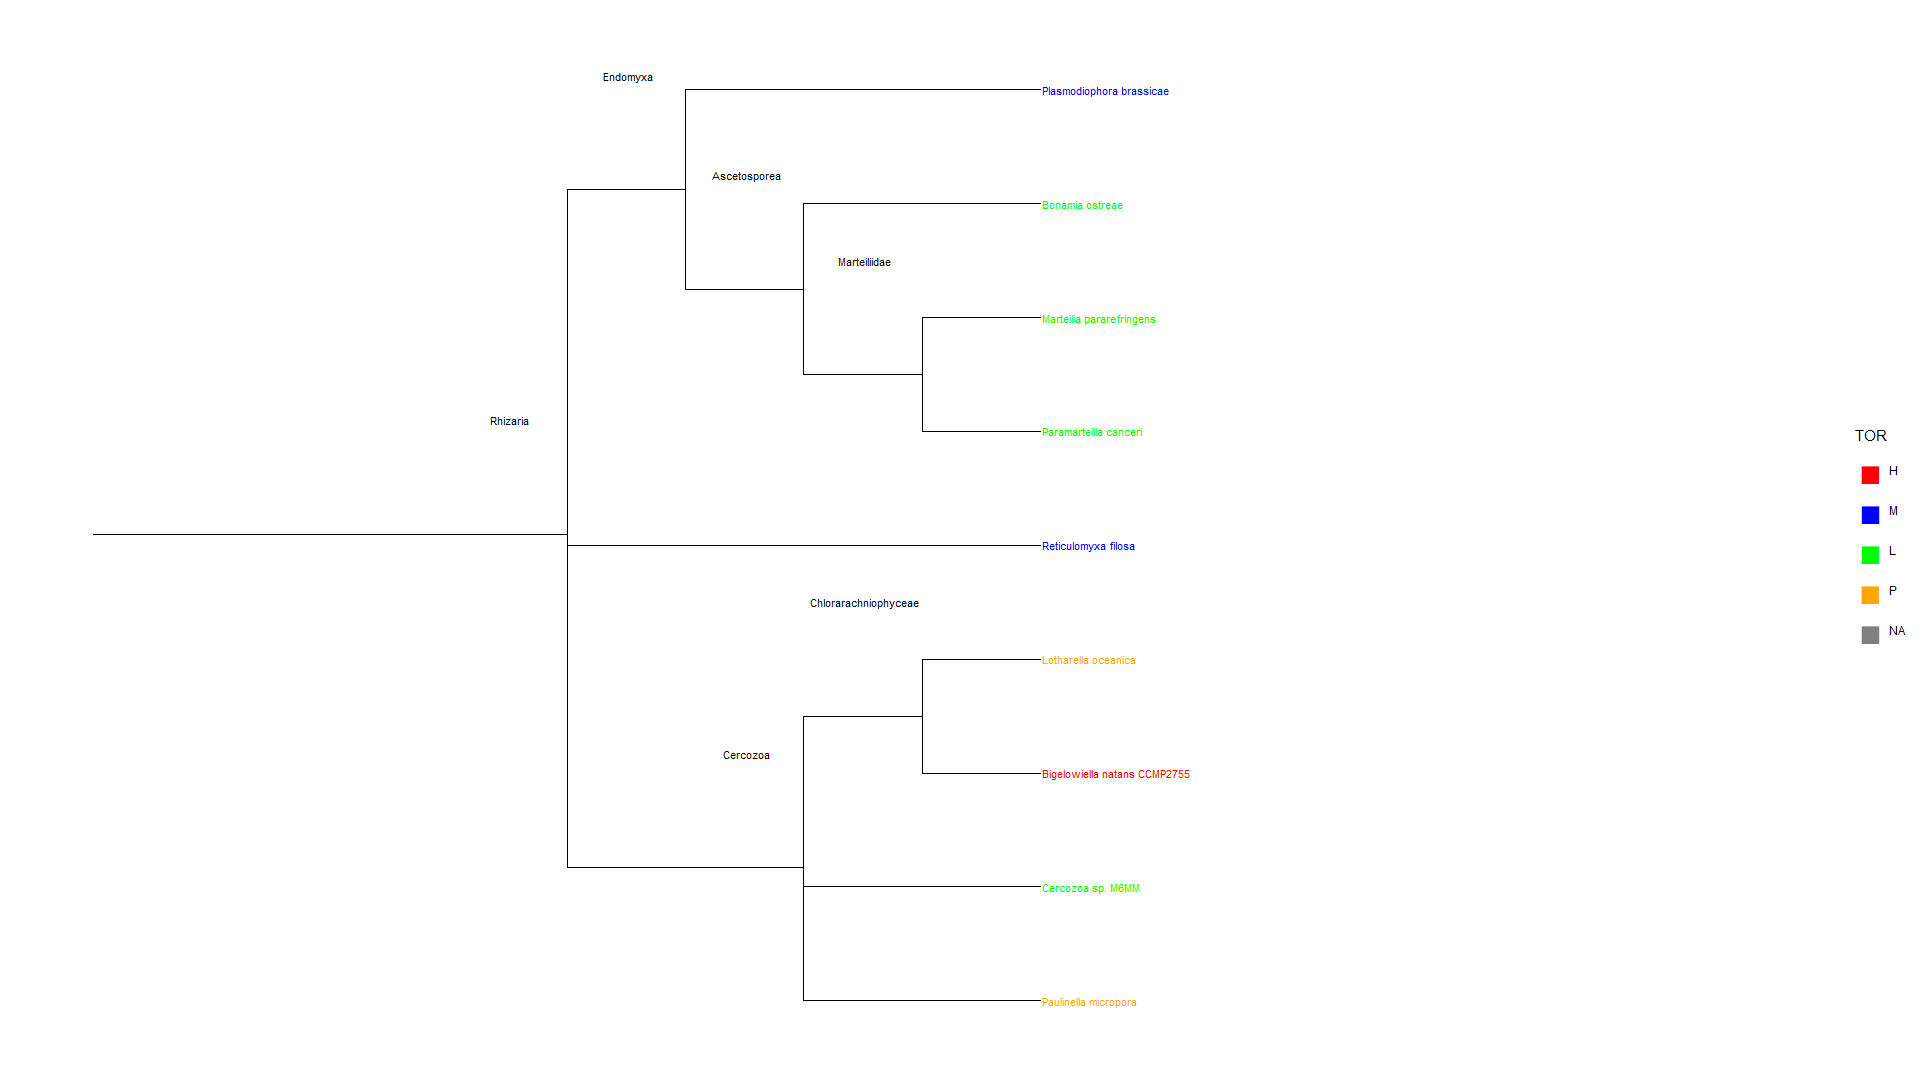 Endomyxa
Plasmodiophora brassicae
Ascetosporea
Bonamia ostreae
Marteiliidae
Marteilia pararefringens
Rhizaria
Paramarteilia canceri
TOR
H
M
Reticulomyxa filosa
L
P
Chlorarachniophyceae
NA
Lotharella oceanica
Cercozoa
Bigelowiella natans CCMP2755
Cercozoa sp. M6MM
Paulinella micropora